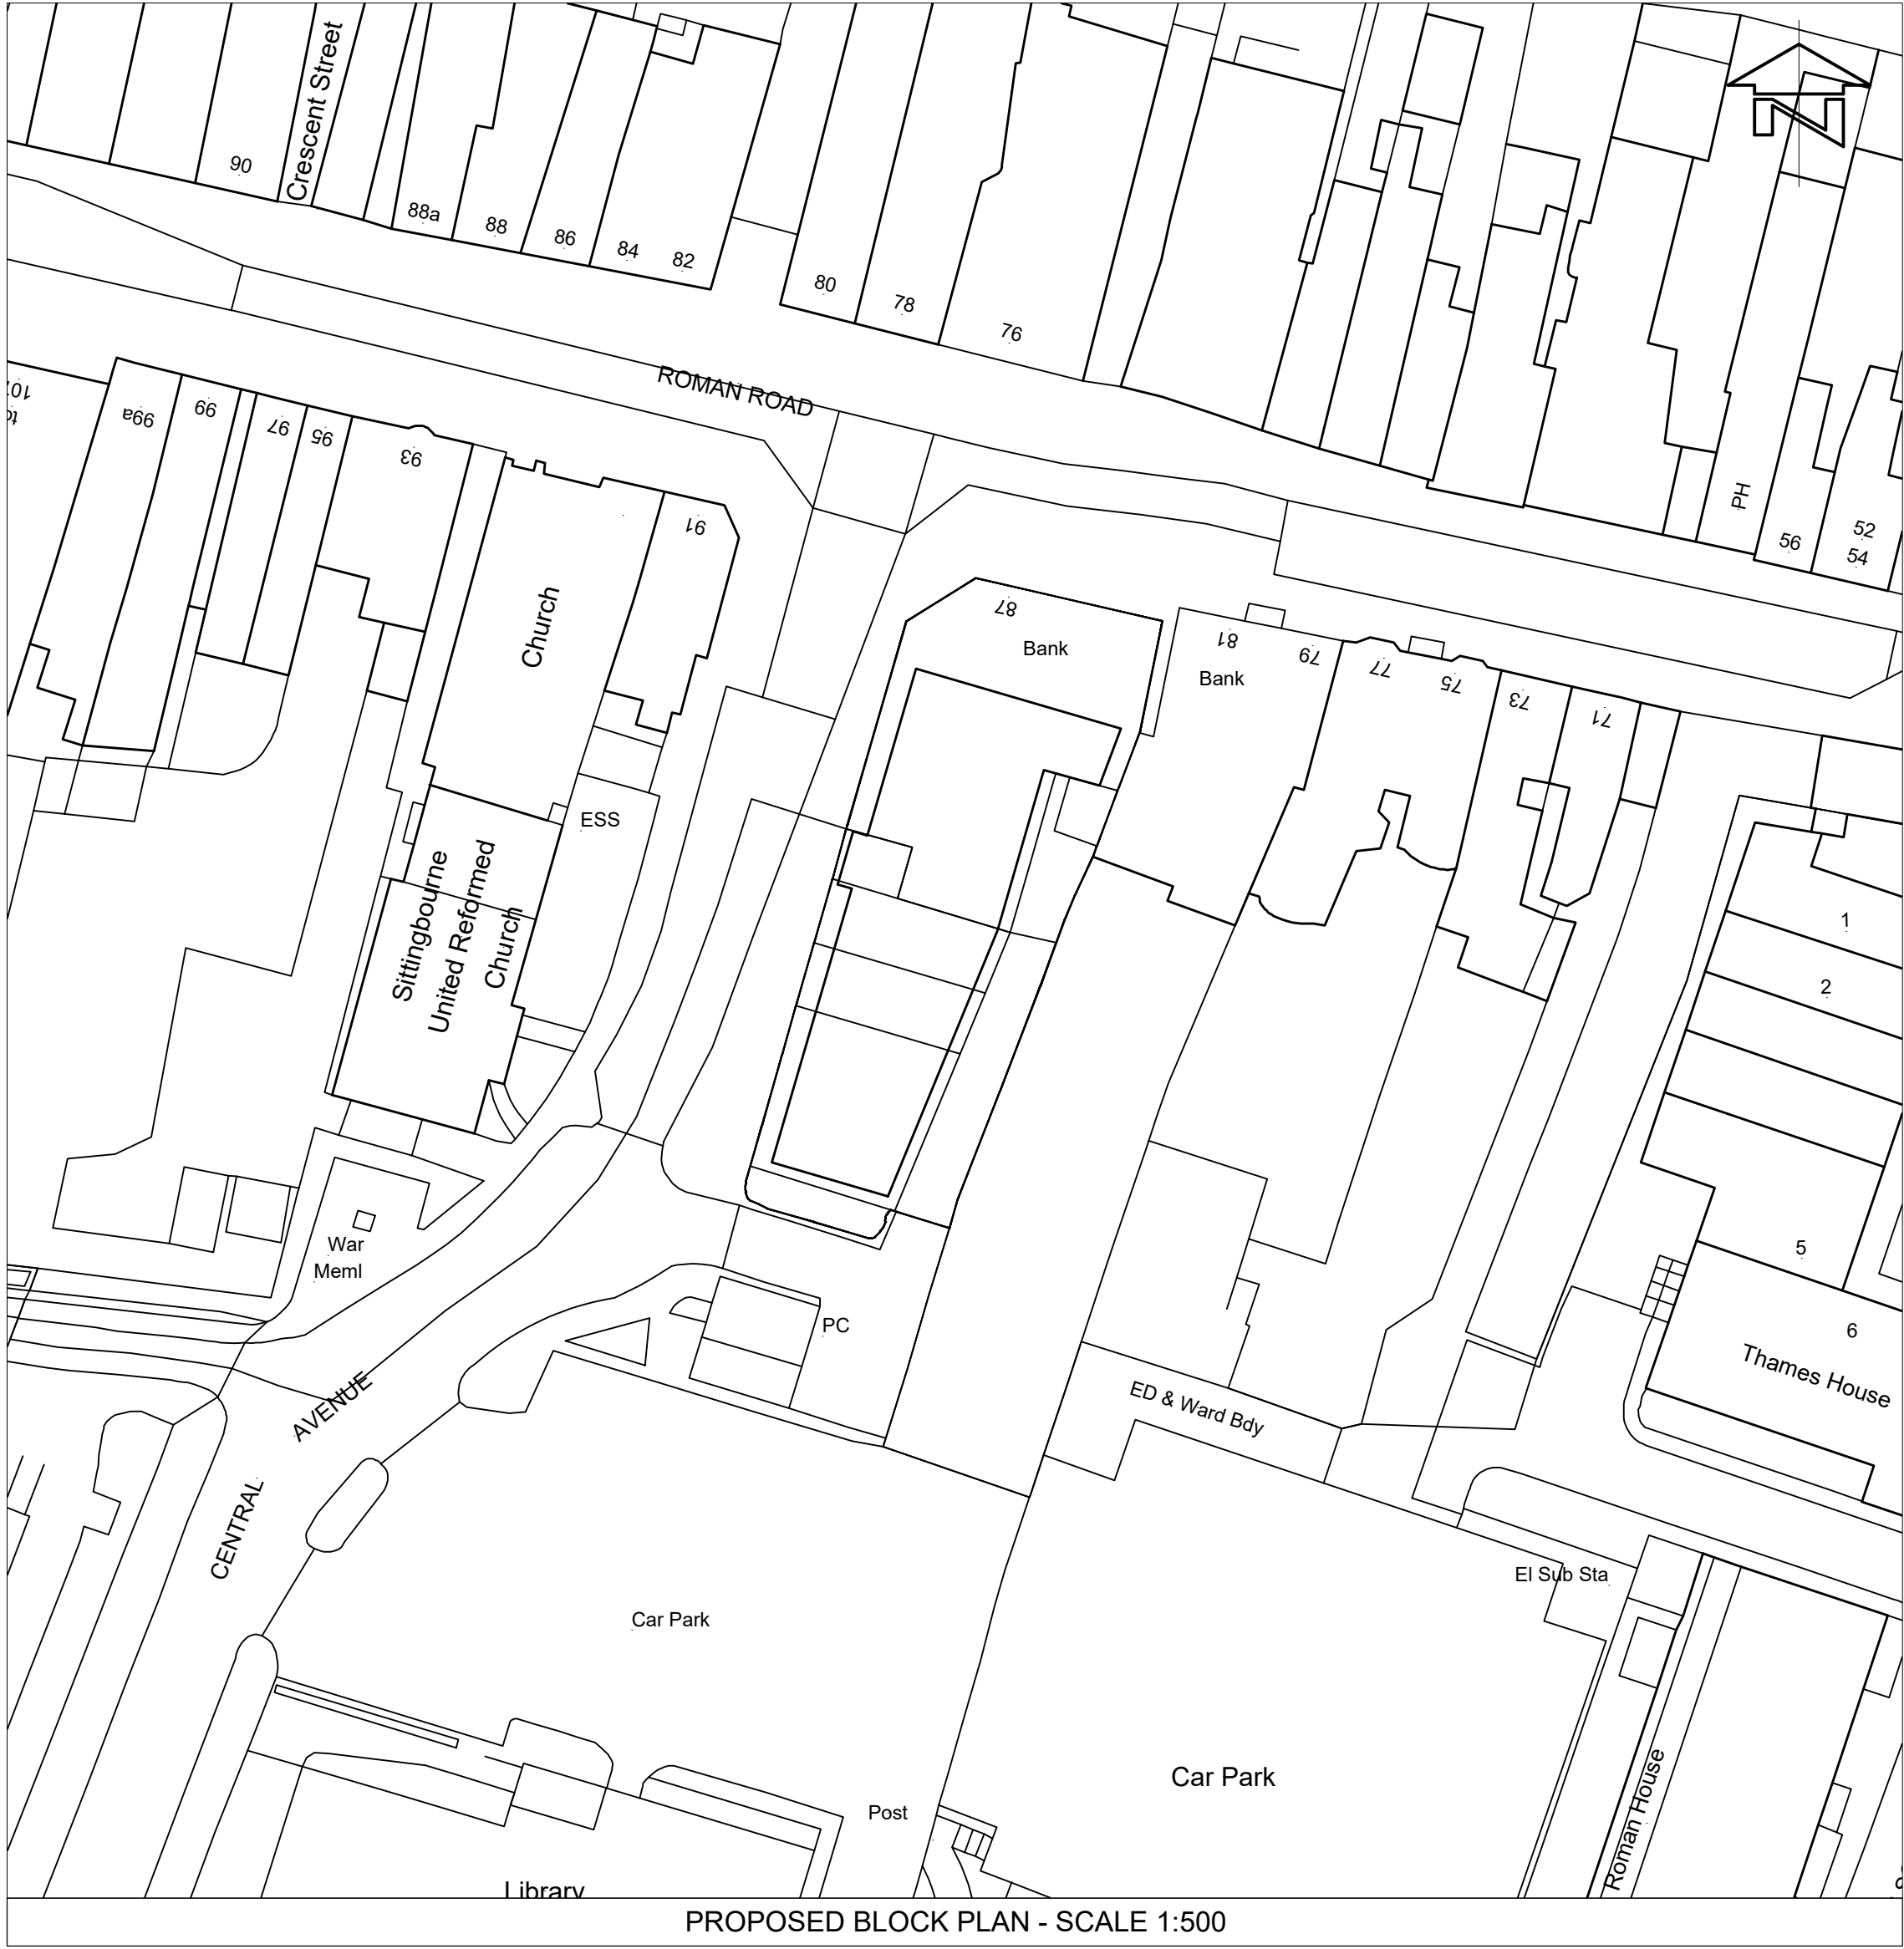 Crescent Street
90
88a
88
86
84
82
80
78
76
N
ROMAN ROAD
99a
99
97
95
93
91
87
Bank
81
79
Bank
77
75
73
71
PH
56
52
54
Church
ESS
Sittingbourne
United Reformed
Church
1
2
5
6
Thames House
War
Meml
PC
ED & Ward Bdy
CENTRAL
AVENUE
El Sub Sta
Car Park
Car Park
Post
Roman House
Library
PROPOSED BLOCK PLAN - SCALE 1:500